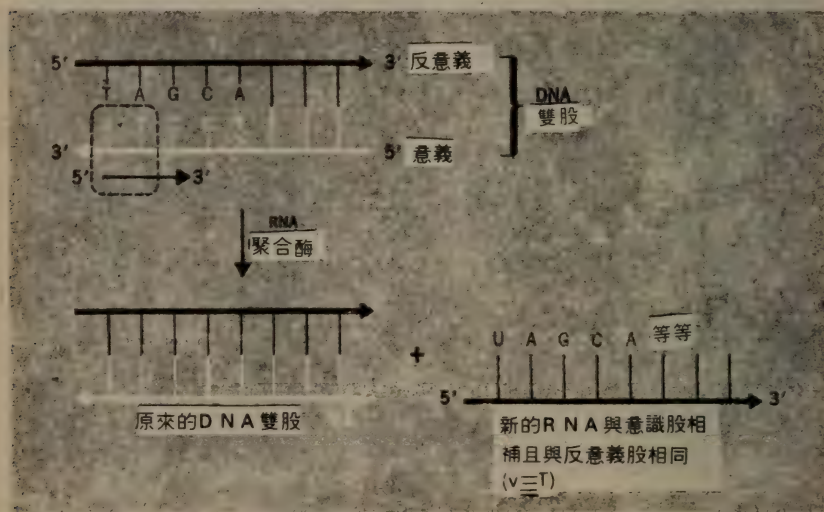 5′ 3′ 反意義
T A G C A
DNA
雙股
3′ 5′ 意義
5′ 3′
RNA
聚合酶
U A G C A 等等
+
5′ 3′
原來的DNA雙股
新的RNA與意識股相
補且與反意義股相同
(v≡T)